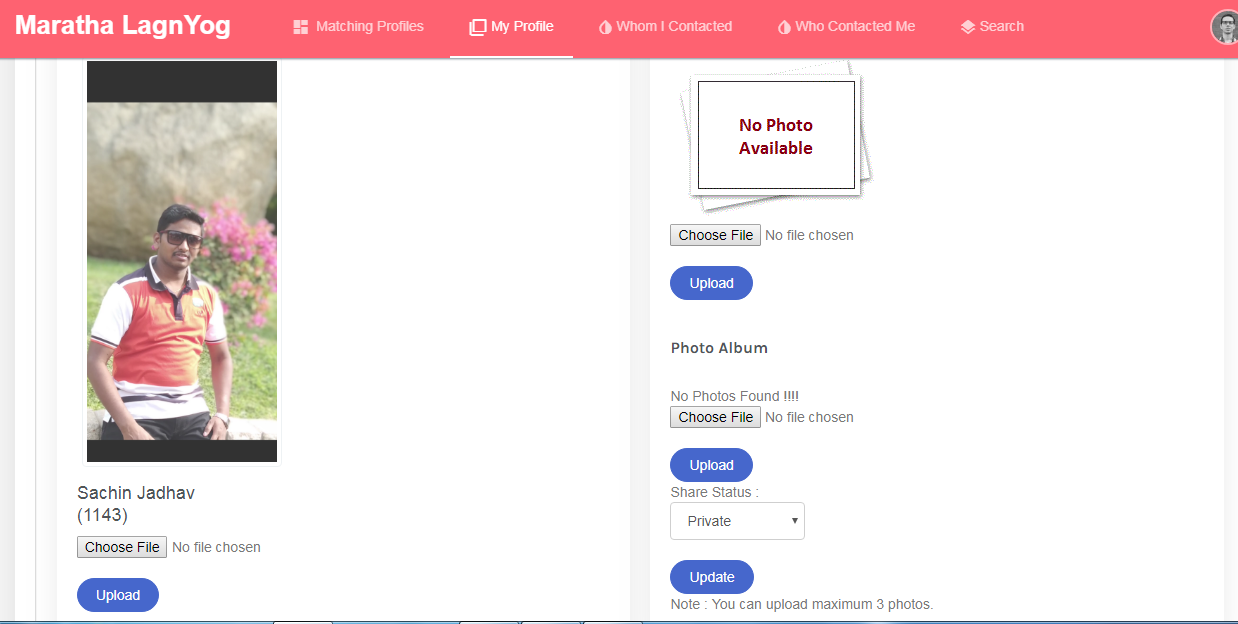 Maratha LagnYog
Matching Profiles
My Profile
Whom I Contacted
Who Contacted Me
Search
Sachin Jadhav
(1143)
Choose File No file chosen
Upload
No Photo
Available
Choose File No file chosen
Upload
Photo Album
No Photos Found !!!!
Choose File No file chosen
Upload
Share Status :
Private
Update
Note : You can upload maximum 3 photos.